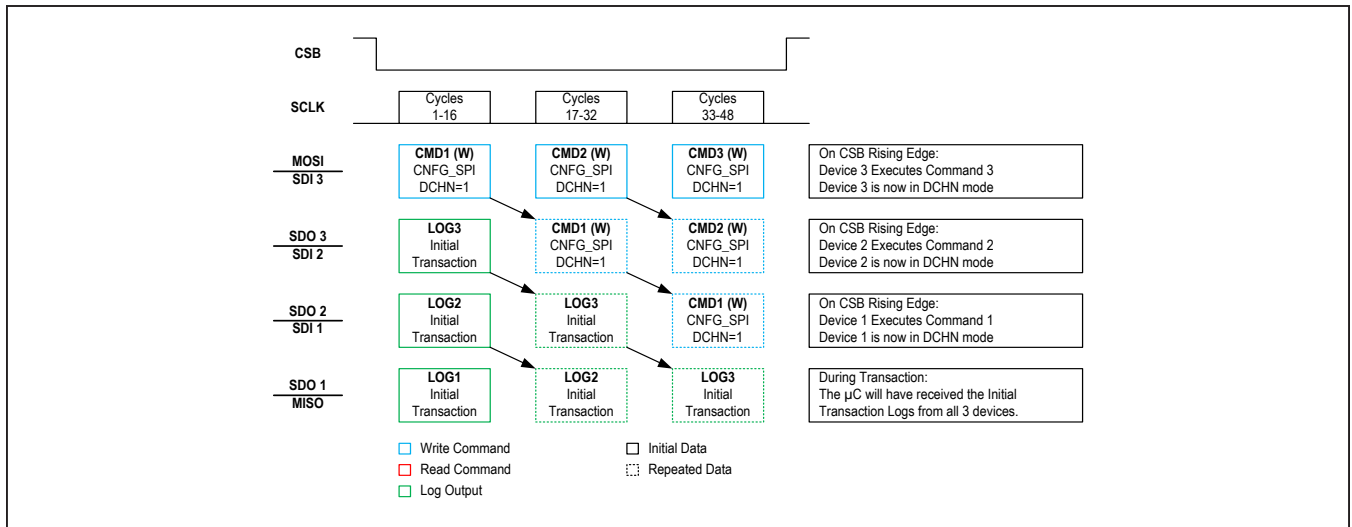 CSB
SCLK
Cycles
1-16
Cycles
17-32
Cycles
33-48
MOSI
SDI 3
CMD1 (W)
CNFG_SPI
DCHN=1
CMD2 (W)
CNFG_SPI
DCHN=1
CMD3 (W)
CNFG_SPI
DCHN=1
On CSB Rising Edge:
Device 3 Executes Command 3
Device 3 is now in DCHN mode
SDO 3
SDI 2
LOG3
Initial
Transaction
CMD1 (W)
CNFG_SPI
DCHN=1
CMD2 (W)
CNFG_SPI
DCHN=1
On CSB Rising Edge:
Device 2 Executes Command 2
Device 2 is now in DCHN mode
SDO 2
SDI 1
LOG2
Initial
Transaction
LOG3
Initial
Transaction
CMD1 (W)
CNFG_SPI
DCHN=1
On CSB Rising Edge:
Device 1 Executes Command 1
Device 1 is now in DCHN mode
SDO 1
MISO
LOG1
Initial
Transaction
LOG2
Initial
Transaction
LOG3
Initial
Transaction
During Transaction:
The µC will have received the Initial
Transaction Logs from all 3 devices.
Write Command
Read Command
Log Output
Initial Data
Repeated Data